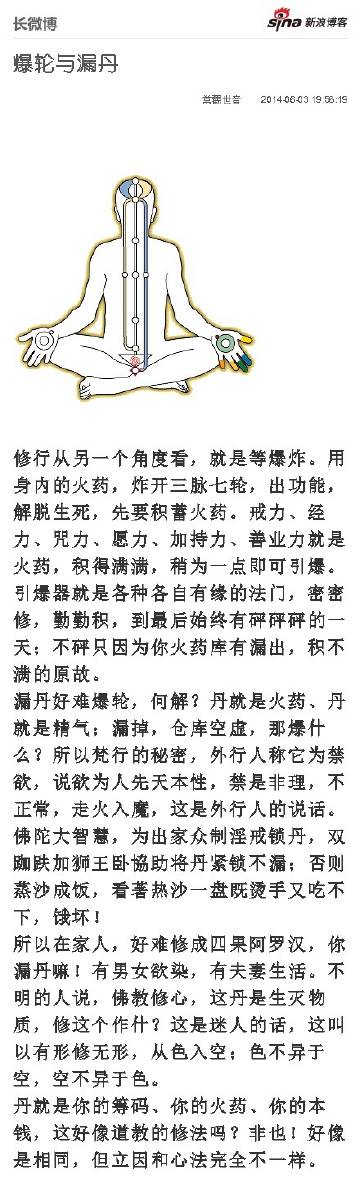 长微博
sina 新浪博客
爆轮与漏丹
觉翻世音 2014-06-03 19:56:19
修行从另一个角度看，就是等爆炸。用
身内的火药，炸开三脉七轮，出功能，
解脱生死，先要积蓄火药。戒力、经
力、咒力、愿力、加持力、善业力就是
火药，积得满满，稍为一点即可引爆。
引爆器就是各种各自有缘的法门，密密
修，勤勤积，到最后始终有砰砰砰的一
天；不砰只因为你火药库有漏出，积不
满的原故。
漏丹好难爆轮，何解？丹就是火药、丹
就是精气；漏掉，仓库空虚，那爆什
么？所以梵行的秘密，外行人称它为禁
欲，说欲为人先天本性，禁是非理，不
正常，走火入魔，这是外行人的说话。
佛陀大智慧，为出家众制淫戒锁丹，双
跏趺加狮王卧協助将丹紧锁不漏；否则
蒸沙成饭，看著热沙一盘既烫手又吃不
下，饿坏！
所以在家人，好难修成四果阿罗汉，你
漏丹嘛！有男女欲染，有夫妻生活。不
明的人说，佛教修心，这丹是生灭物
质，修这个作什？这是迷人的话，这叫
以有形修无形，从色入空；色不异于
空，空不异于色。
丹就是你的筹码、你的火药、你的本
钱，这好像道教的修法吗？非也！好像
是相同，但立因和心法完全不一样。